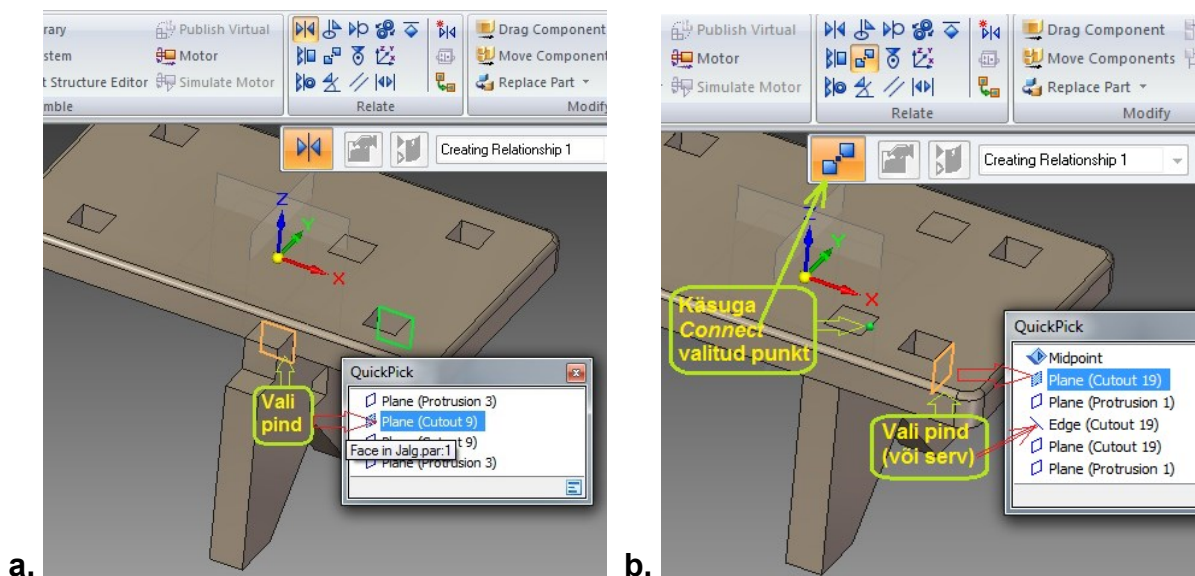 rary
Publish Virtual
Drag Component
stem
Motor
Move Component
t Structure Editor
Simulate Motor
Replace Part
mble
Relate
Modify
Creating Relationship 1
Z
Y
X
QuickPick
Plane (Protrusion 3)
Plane (Cutout 9)
Face in Jalg.par:1
Plane (Protrusion 3)
Vali
pind
a.
Publish Virtual
Drag Component
Motor
Move Components
Simulate Motor
Replace Part
Relate
Modify
Creating Relationship 1
Z
Y
X
Käsuga
Connect
valitud punkt
QuickPick
Midpoint
Plane (Cutout 19)
Plane (Protrusion 1)
Edge (Cutout 19)
Plane (Cutout 19)
Plane (Protrusion 1)
Vali pind
(või serv)
b.